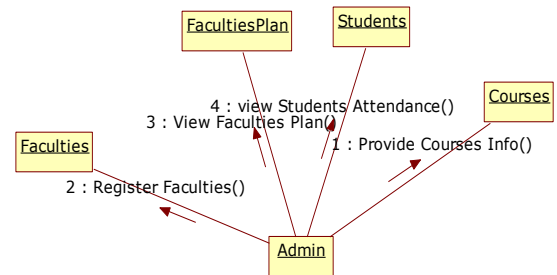 Students
FacultiesPlan
Courses
4 : view Students Attendance()
3 : View Faculties Plan()
1 : Provide Courses Info()
Faculties
2 : Register Faculties()
Admin